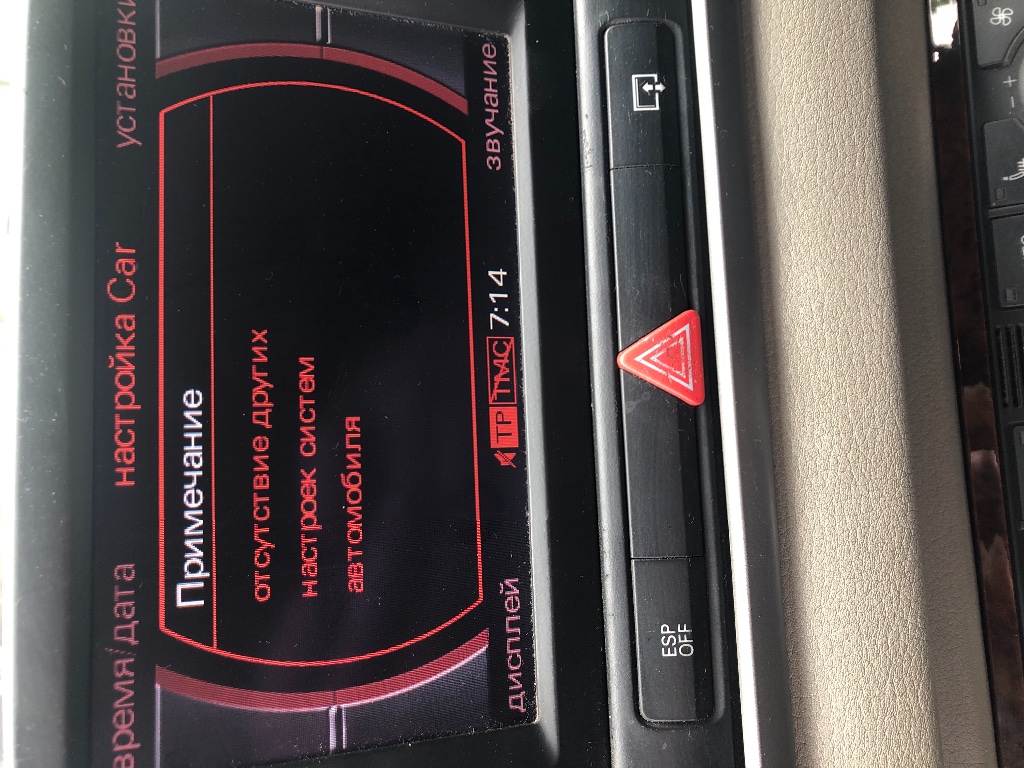 время/дата
настройка Car
установки
Примечание
отсутствие других
настроек систем
автомобиля
дисплей
TP TMC 7:14
звучание
ESP
OFF